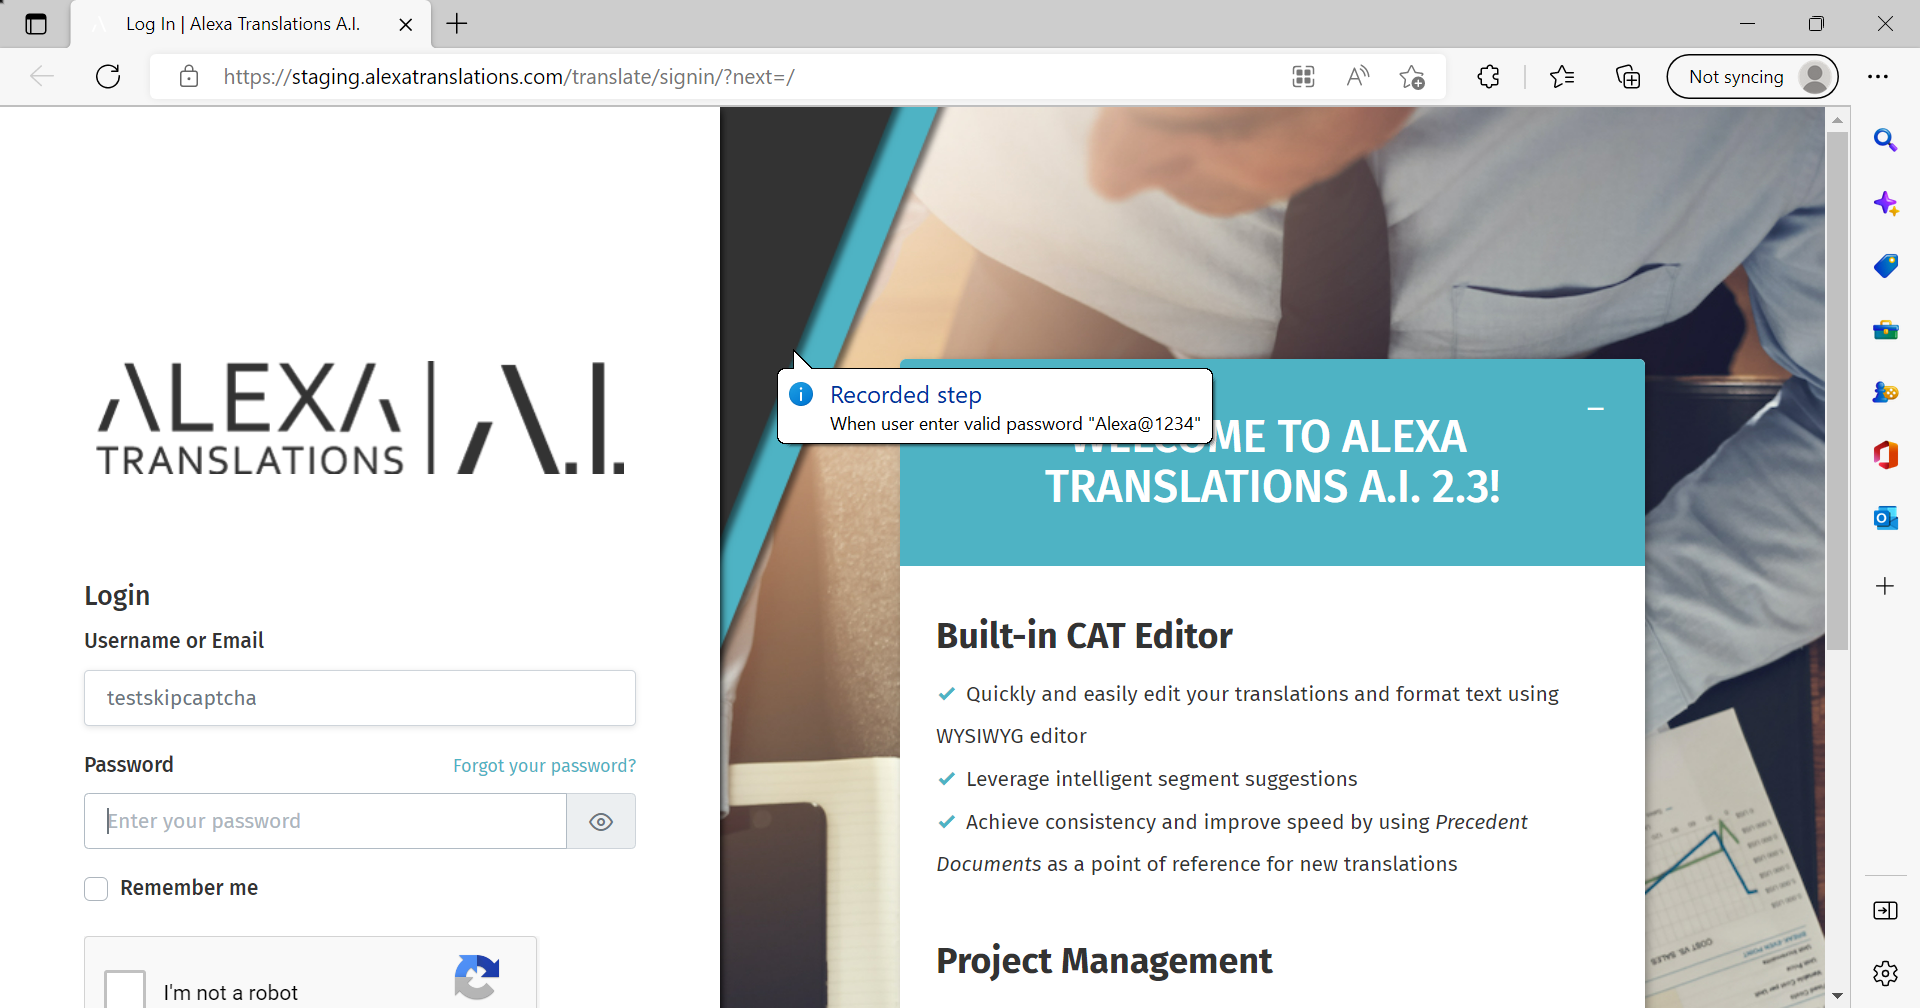 Log In | Alexa Translations A.I.
https://staging.alexatranslations.com/translate/signin/?next=/
Not syncing
ALEXA
TRANSLATIONS
A.I.
Login
Username or Email
testskipcaptcha
Password
Forgot your password?
Enter your password
Remember me
I'm not a robot
Recorded step
When user enter valid password "Alexa@1234"
WELCOME TO ALEXA
TRANSLATIONS A.I. 2.3!
Built-in CAT Editor
Quickly and easily edit your translations and format text using
WYSIWYG editor
Leverage intelligent segment suggestions
Achieve consistency and improve speed by using Precedent
Documents as a point of reference for new translations
Project Management